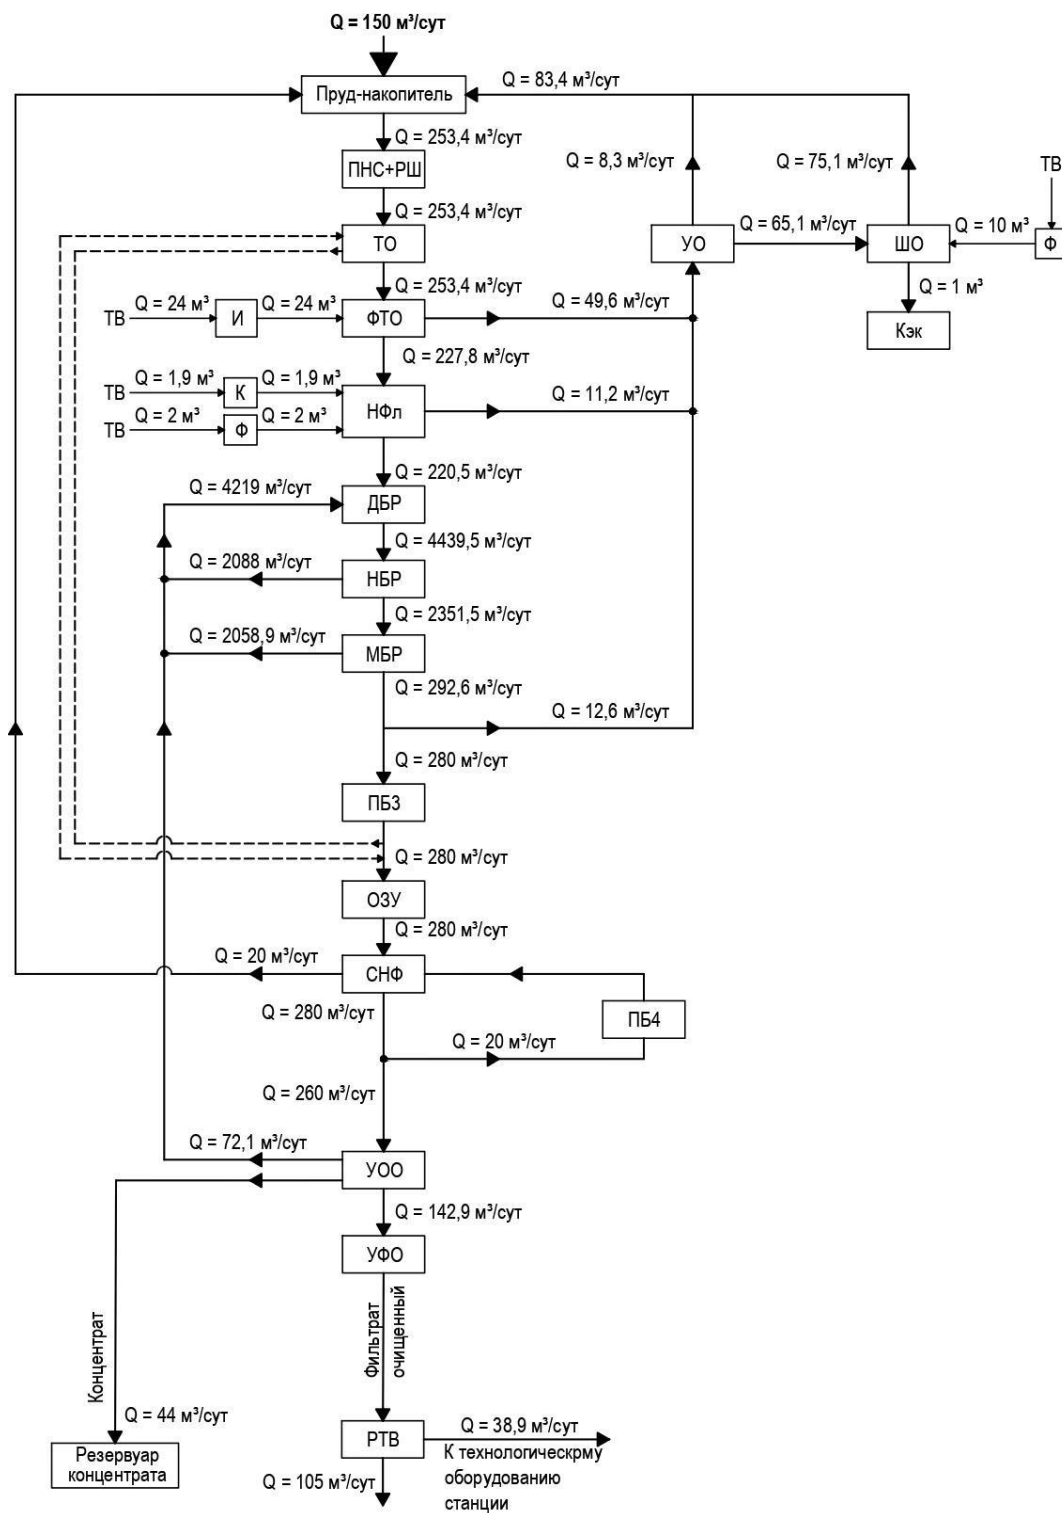 Q = 150 м³/сут
Пруд-накопитель
Q = 83,4 м³/сут
Q = 253,4 м³/сут
ПНС+РШ
Q = 8,3 м³/сут
Q = 75,1 м³/сут
ТВ
Q = 253,4 м³/сут
ТО
УО
Q = 65,1 м³/сут
ШО
Q = 10 м³
Ф
Q = 253,4 м³/сут
Q = 1 м³
Кэк
ТВ
Q = 24 м³
И
Q = 24 м³
ФТО
Q = 49,6 м³/сут
Q = 227,8 м³/сут
ТВ
Q = 1,9 м³
К
Q = 1,9 м³
НФл
Q = 11,2 м³/сут
ТВ
Q = 2 м³
Ф
Q = 2 м³
Q = 220,5 м³/сут
Q = 4219 м³/сут
ДБР
Q = 4439,5 м³/сут
Q = 2088 м³/сут
НБР
Q = 2351,5 м³/сут
Q = 2058,9 м³/сут
МБР
Q = 292,6 м³/сут
Q = 12,6 м³/сут
Q = 280 м³/сут
ПБ3
Q = 280 м³/сут
ОЗУ
Q = 280 м³/сут
Q = 20 м³/сут
СНФ
Q = 280 м³/сут
ПБ4
Q = 20 м³/сут
Q = 260 м³/сут
Q = 72,1 м³/сут
УОО
Q = 142,9 м³/сут
УФО
Концентрат
Фильтрат
очищенный
Q = 44 м³/сут
Резервуар
концентрата
РТВ
Q = 38,9 м³/сут
К технологическрму
оборудованию
станции
Q = 105 м³/сут